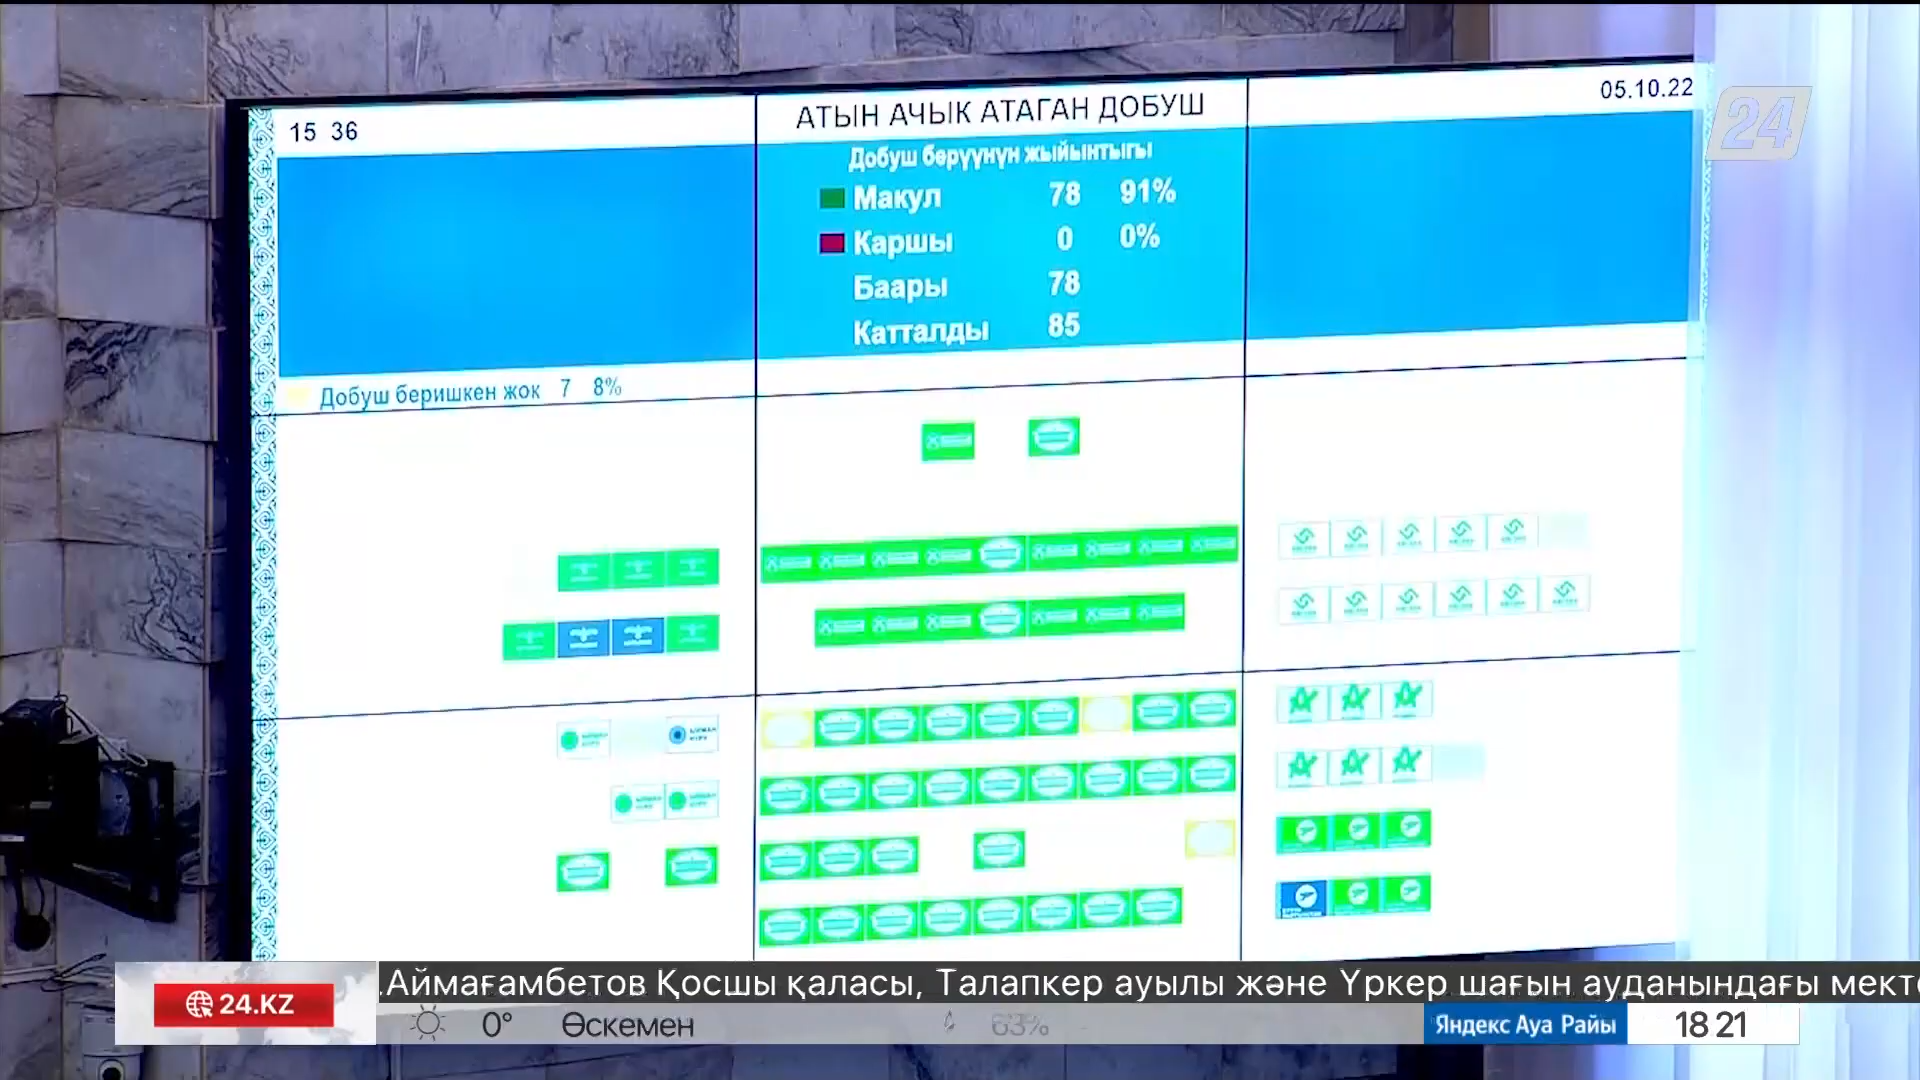 15 36
АТЫН АЧЫК АТАГАН ДОБУШ
05.10.22
24
Добуш берүүнүн жыйынтыгы
Макул 78 91%
Каршы 0 0%
Баары 78
Катталды 85
Добуш беришкен жок 7 8%
24.KZ
.Аймағамбетов Қосшы қаласы, Талапкер ауылы және Үркер шағын ауданындағы мект
0° Өскемен 63%
Яндекс Ауа Райы
18 21